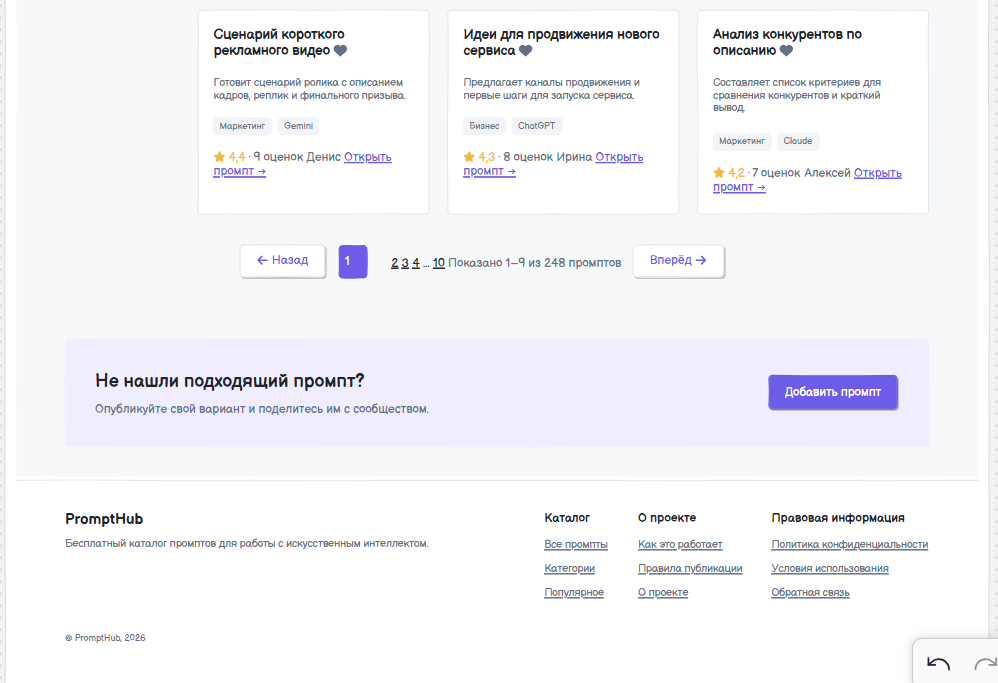 Сценарий короткого
рекламного видео
Готовит сценарий ролика с описанием
кадров, реплик и финального призыва.
Маркетинг Gemini
4,4 · 9 оценок Денис Открыть
промпт →
Идеи для продвижения нового
сервиса
Предлагает каналы продвижения и
первые шаги для запуска сервиса.
Бизнес ChatGPT
4,3 · 8 оценок Ирина Открыть
промпт →
Анализ конкурентов по
описанию
Составляет список критериев для
сравнения конкурентов и краткий
вывод.
Маркетинг Claude
4,2 · 7 оценок Алексей Открыть
промпт →
← Назад 1 2 3 4 ... 10 Показано 1–9 из 248 промптов Вперёд →
Не нашли подходящий промпт?
Опубликуйте свой вариант и поделитесь им с сообществом.
Добавить промпт
PromptHub
Бесплатный каталог промптов для работы с искусственным интеллектом.
Каталог
Все промпты
Категории
Популярное
О проекте
Как это работает
Правила публикации
О проекте
Правовая информация
Политика конфиденциальности
Условия использования
Обратная связь
© PromptHub, 2026